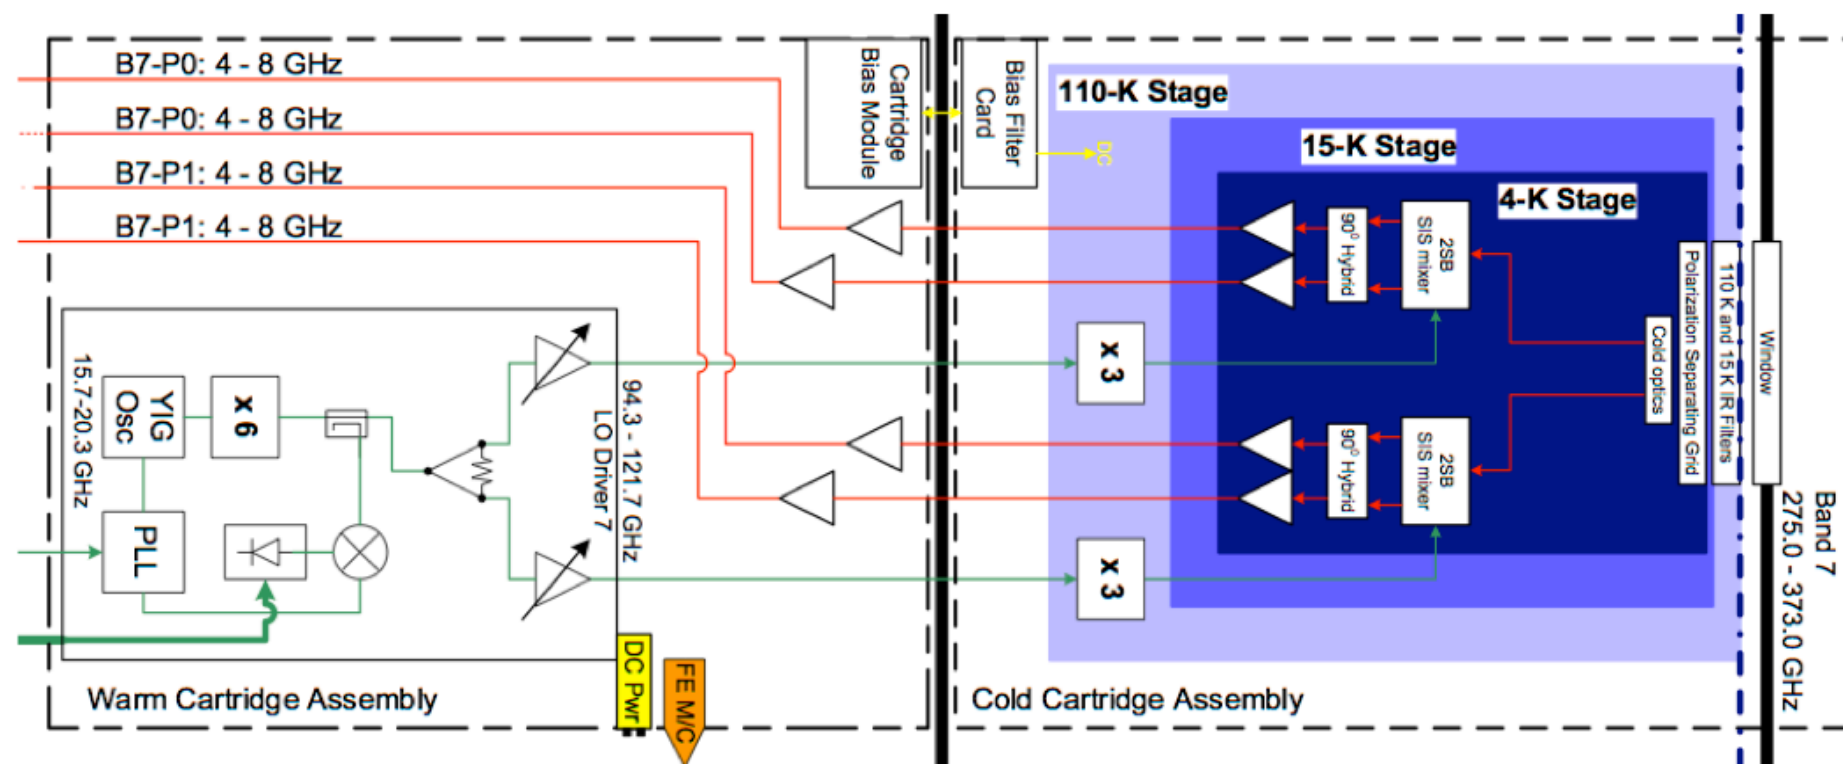 B7-P0: 4 - 8 GHz
B7-P0: 4 - 8 GHz
B7-P1: 4 - 8 GHz
B7-P1: 4 - 8 GHz
Cartridge
Bias Module
Bias Filter
Card
DC
110-K Stage
15-K Stage
4-K Stage
90⁰ Hybrid
2SB
SIS mixer
90⁰ Hybrid
2SB
SIS mixer
Cold optics
Polarization Separating Grid
110 K and 15 K IR Filters
Window
Band 7
275.0 - 373.0 GHz
x 3
x 3
15.7-20.3 GHz
YIG
Osc
x 6
PLL
94.3 - 121.7 GHz
LO Driver 7
DC Pwr
FE M/C
Warm Cartridge Assembly
Cold Cartridge Assembly